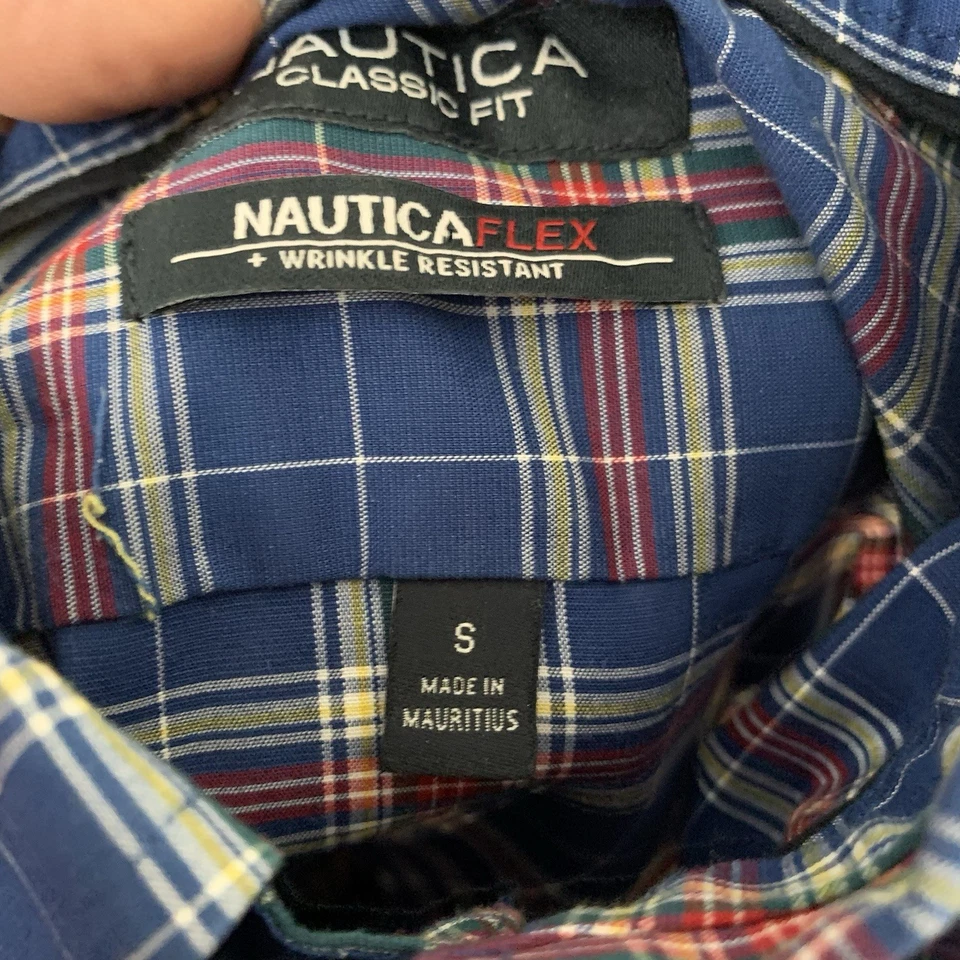 NAUTICA
CLASSIC FIT
NAUTICAFLEX
+ WRINKLE RESISTANT
S
MADE IN
MAURITIUS